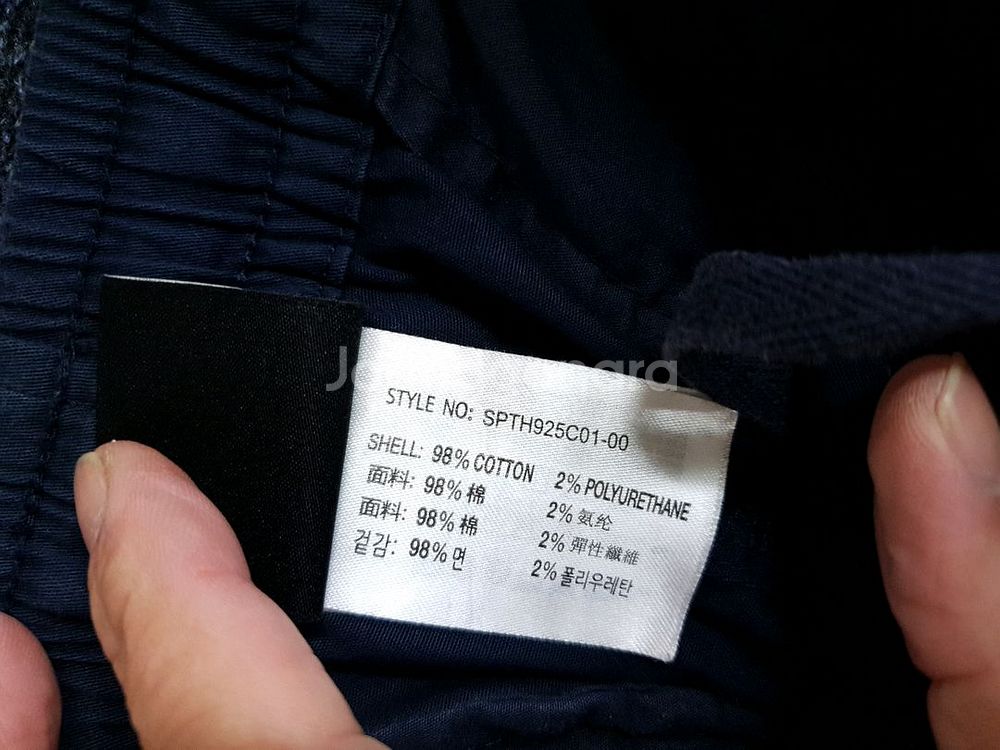 STYLE NO: SPTH925C01-00
SHELL: 98% COTTON 2% POLYURETHANE
面料: 98% 棉 2% 氨纶
面料: 98% 棉 2% 彈性纖維
겉감: 98% 면 2% 폴리우레탄